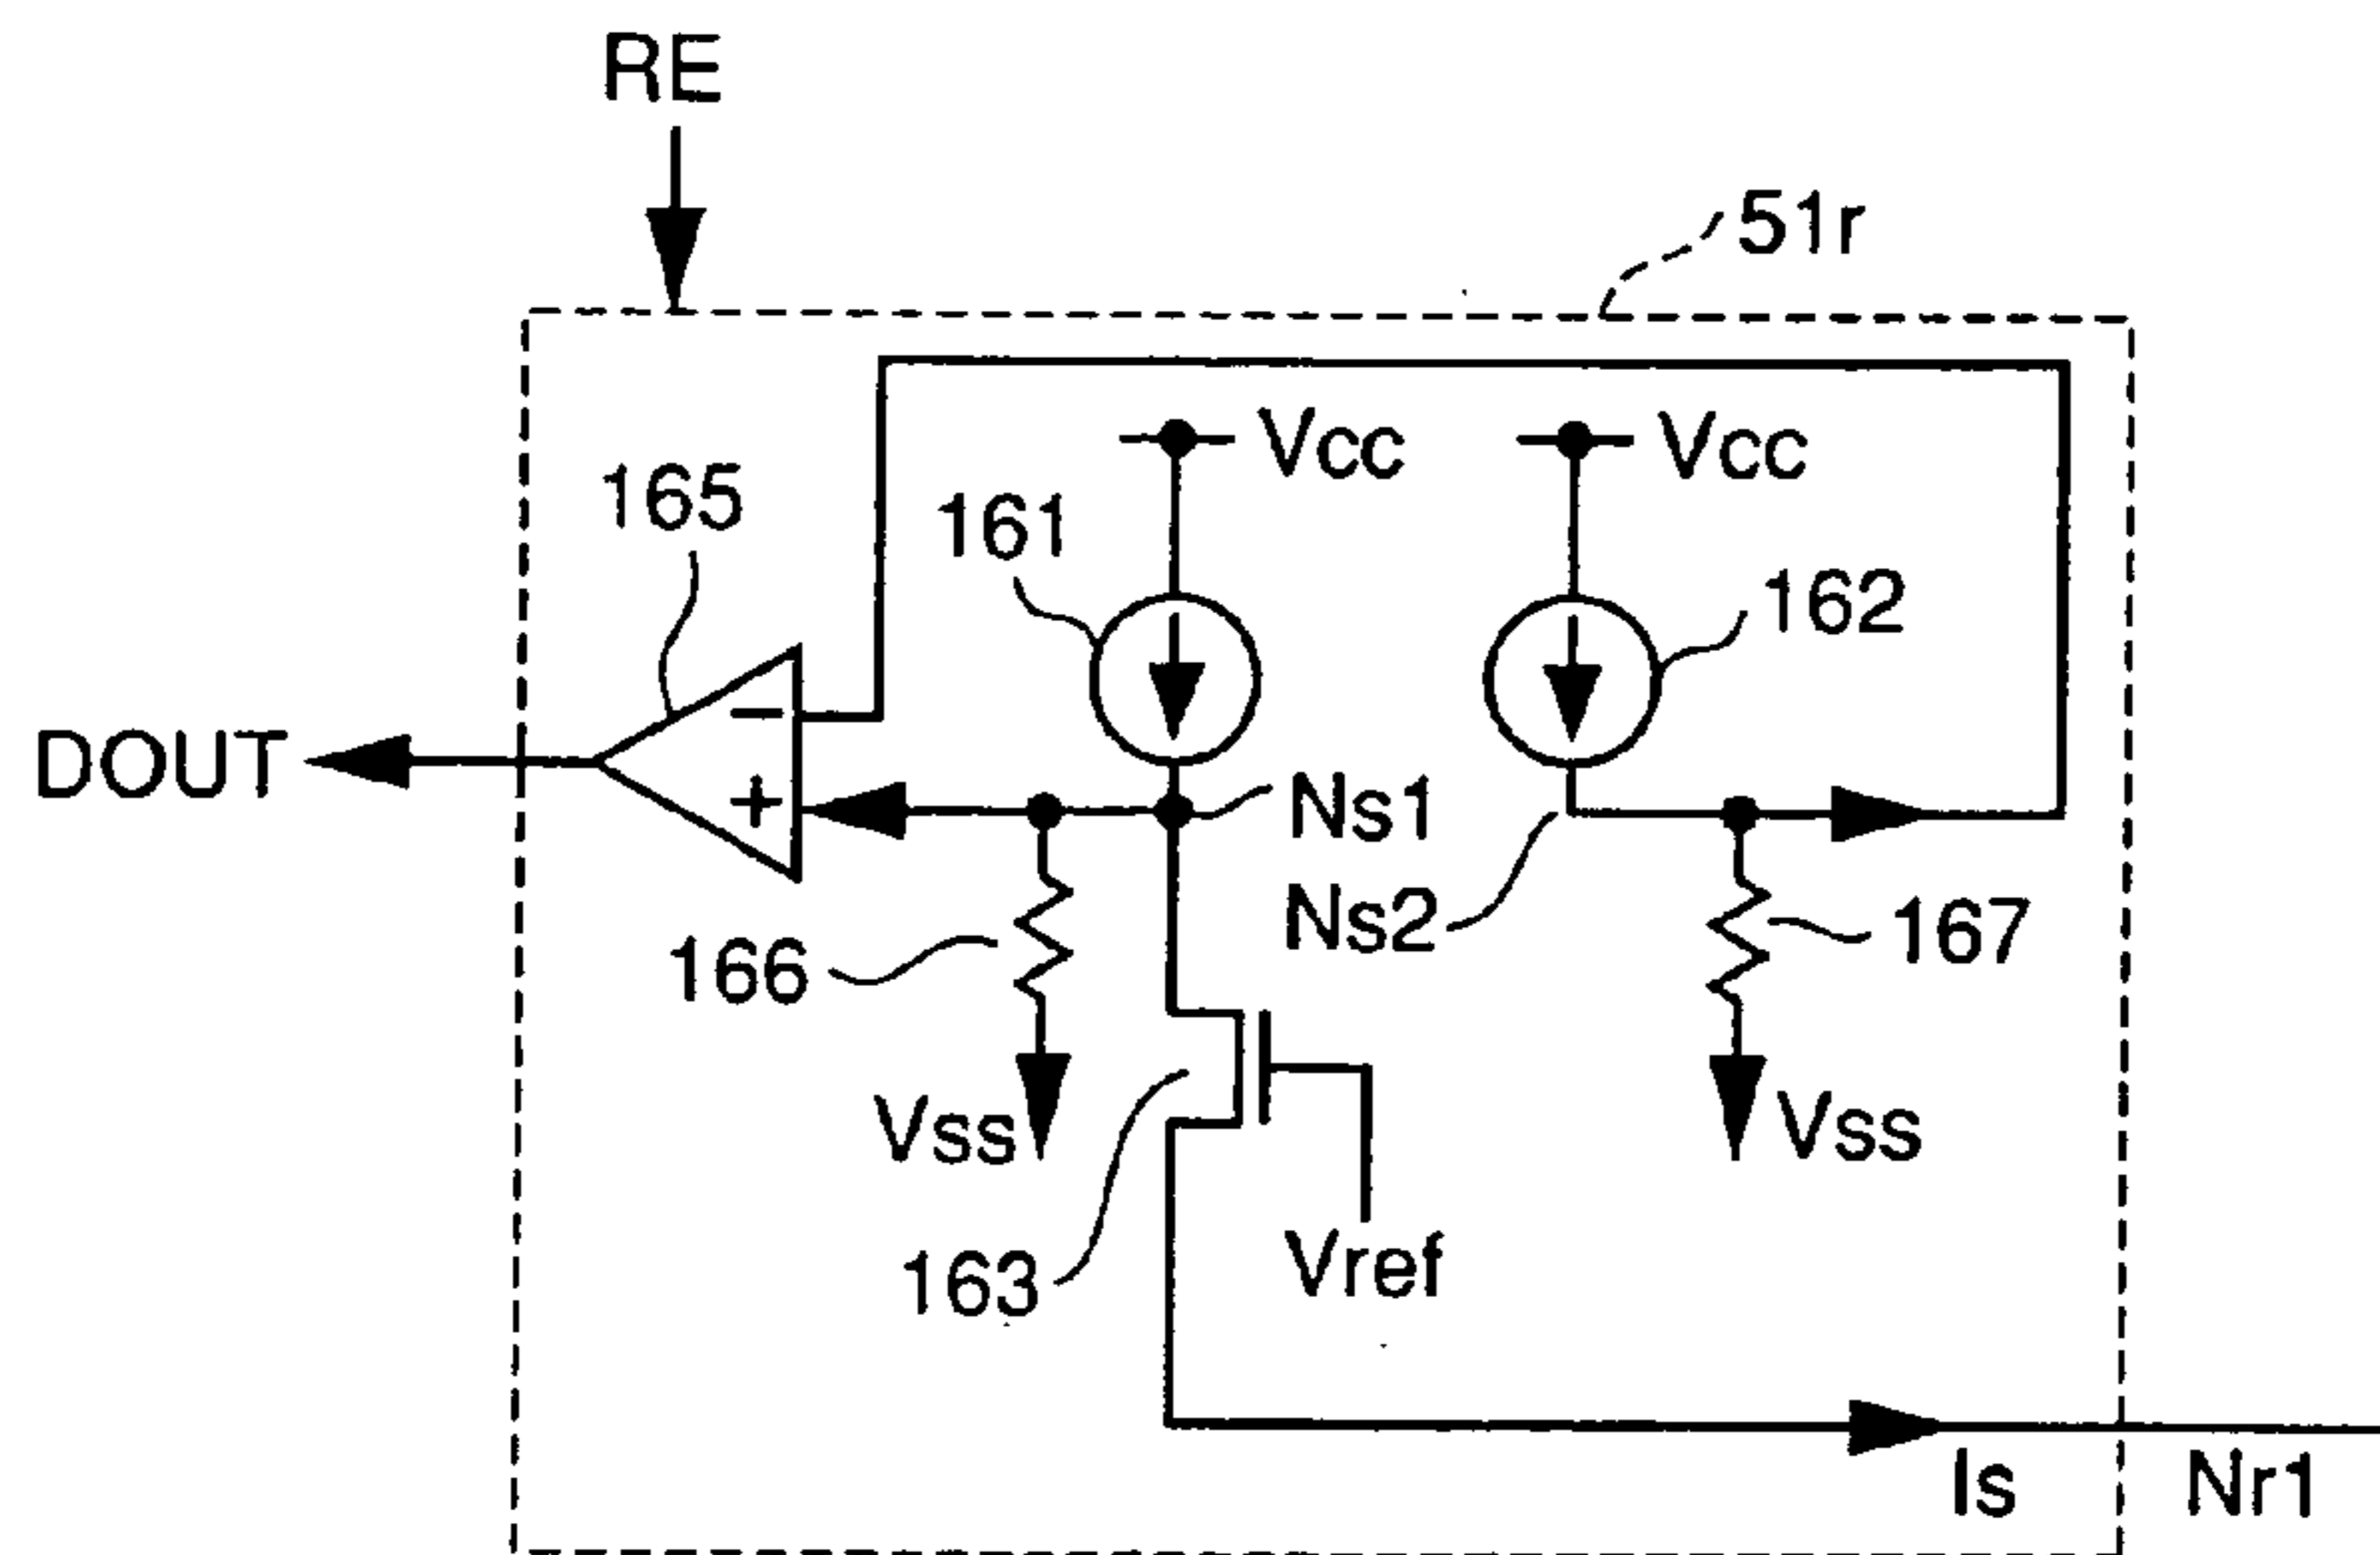 RE
51r
Vcc
Vcc
165
161
162
DOUT
−
+
Ns1
Ns2
166
167
Vss
Vss
163
Vref
Is
Nr1